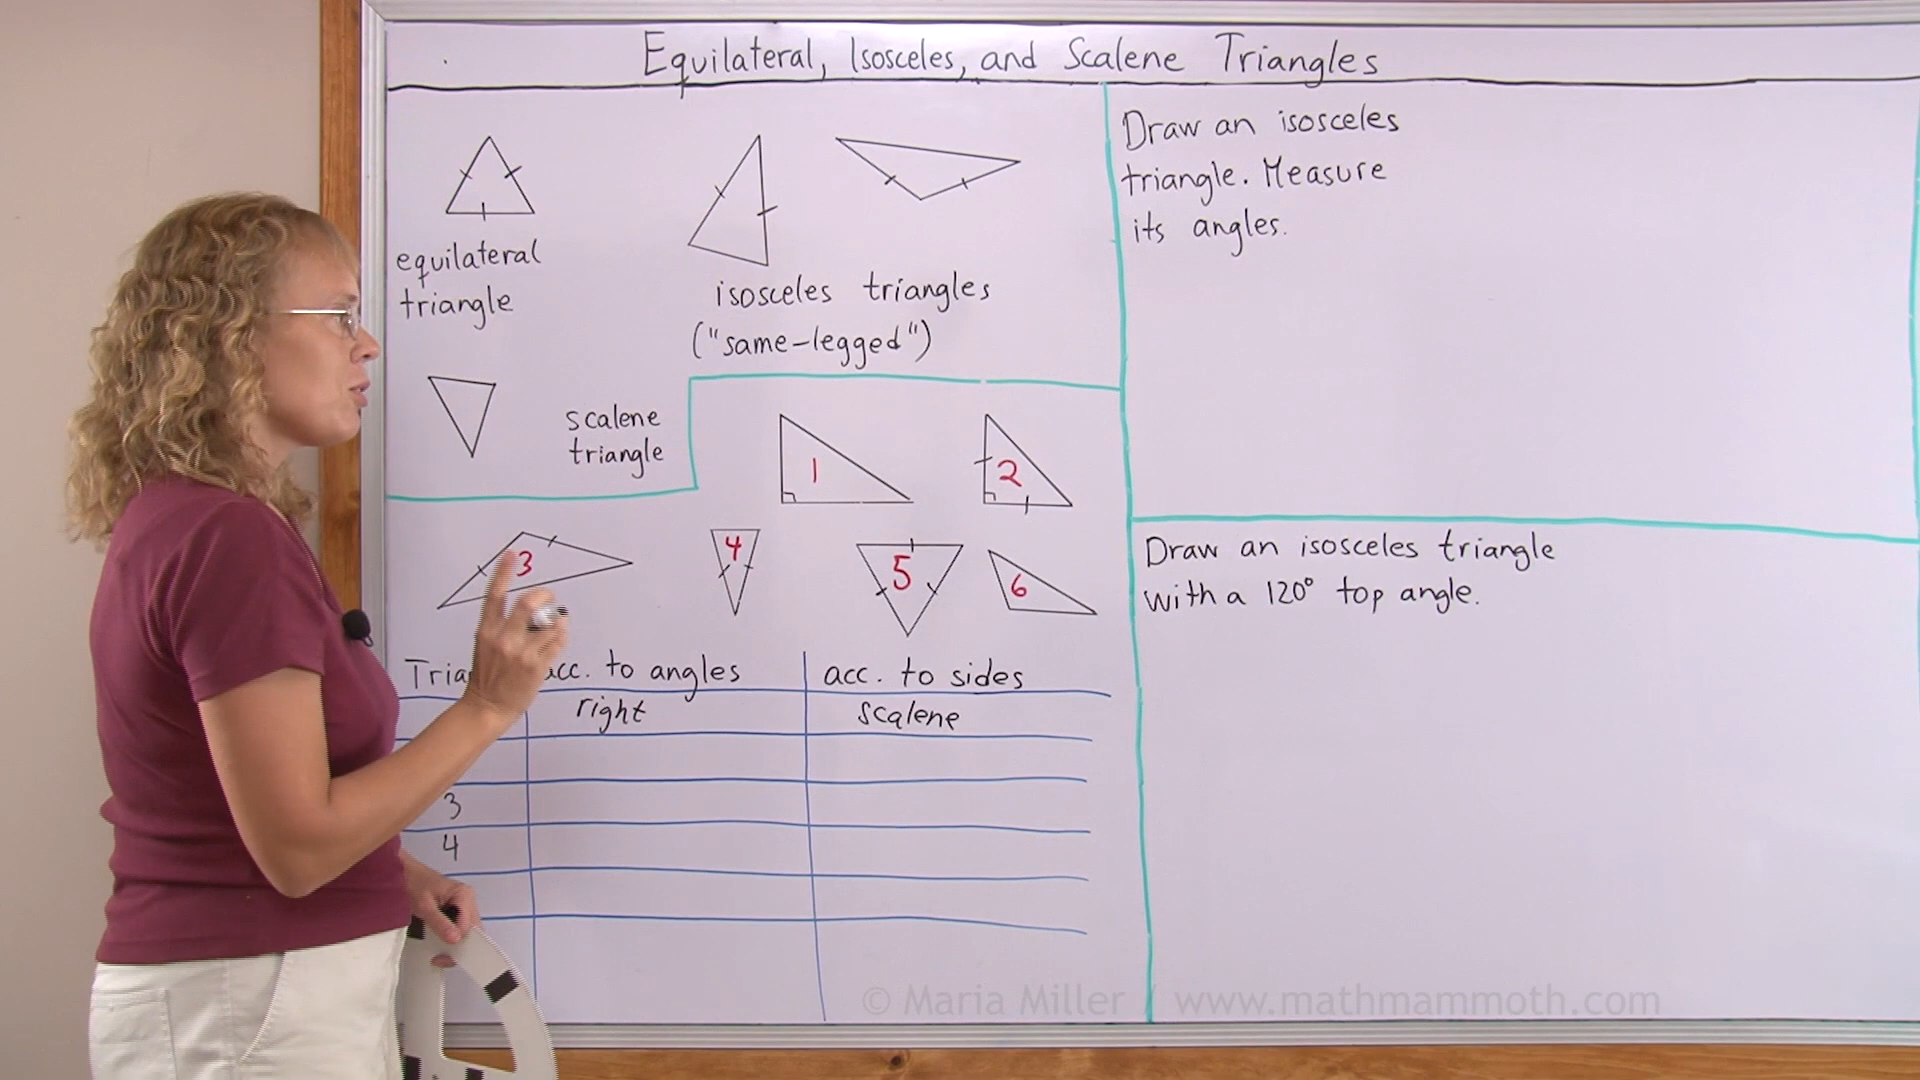 Equilateral, Isosceles, and Scalene Triangles
equilateral
triangle
isosceles triangles
("same-legged")
scalene
triangle
1
2
3
4
5
6
acc. to angles
acc. to sides
right
scalene
3
4
Draw an isosceles
triangle. Measure
its angles.
Draw an isosceles triangle
with a 120° top angle.
© Maria Miller / www.mathmammoth.com